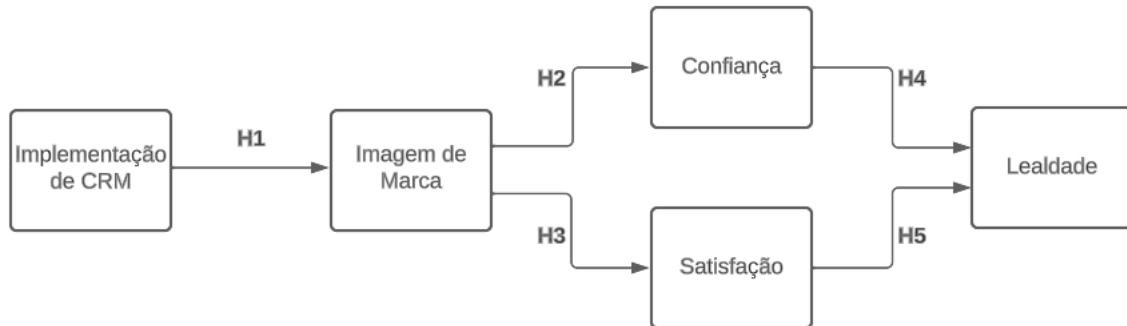 Implementação
de CRM
H1
Imagem de
Marca
H2
H3
Confiança
Satisfação
H4
H5
Lealdade